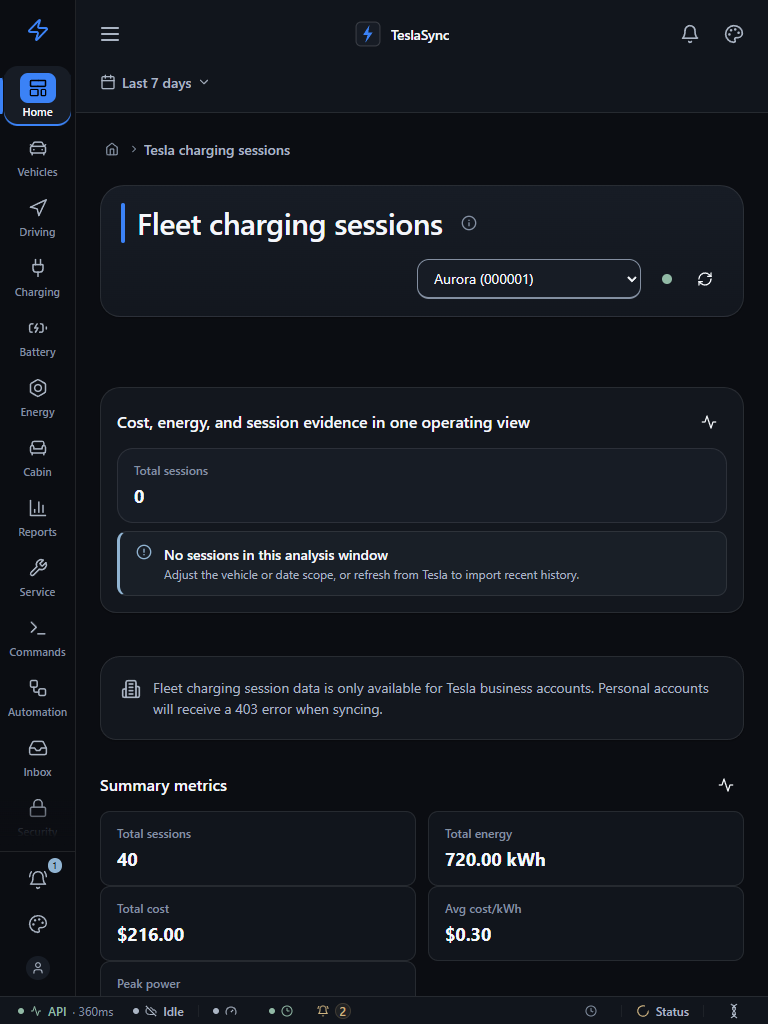 TeslaSync
Last 7 days
Home
Vehicles
Driving
Charging
Battery
Energy
Cabin
Reports
Service
Commands
Automation
Inbox
Security
1
Tesla charging sessions
Fleet charging sessions
Aurora (000001)
Cost, energy, and session evidence in one operating view
Total sessions
0
No sessions in this analysis window
Adjust the vehicle or date scope, or refresh from Tesla to import recent history.
Fleet charging session data is only available for Tesla business accounts. Personal accounts
will receive a 403 error when syncing.
Summary metrics
Total sessions
40
Total energy
720.00 kWh
Total cost
$216.00
Avg cost/kWh
$0.30
Peak power
API · 360ms
Idle
2
Status